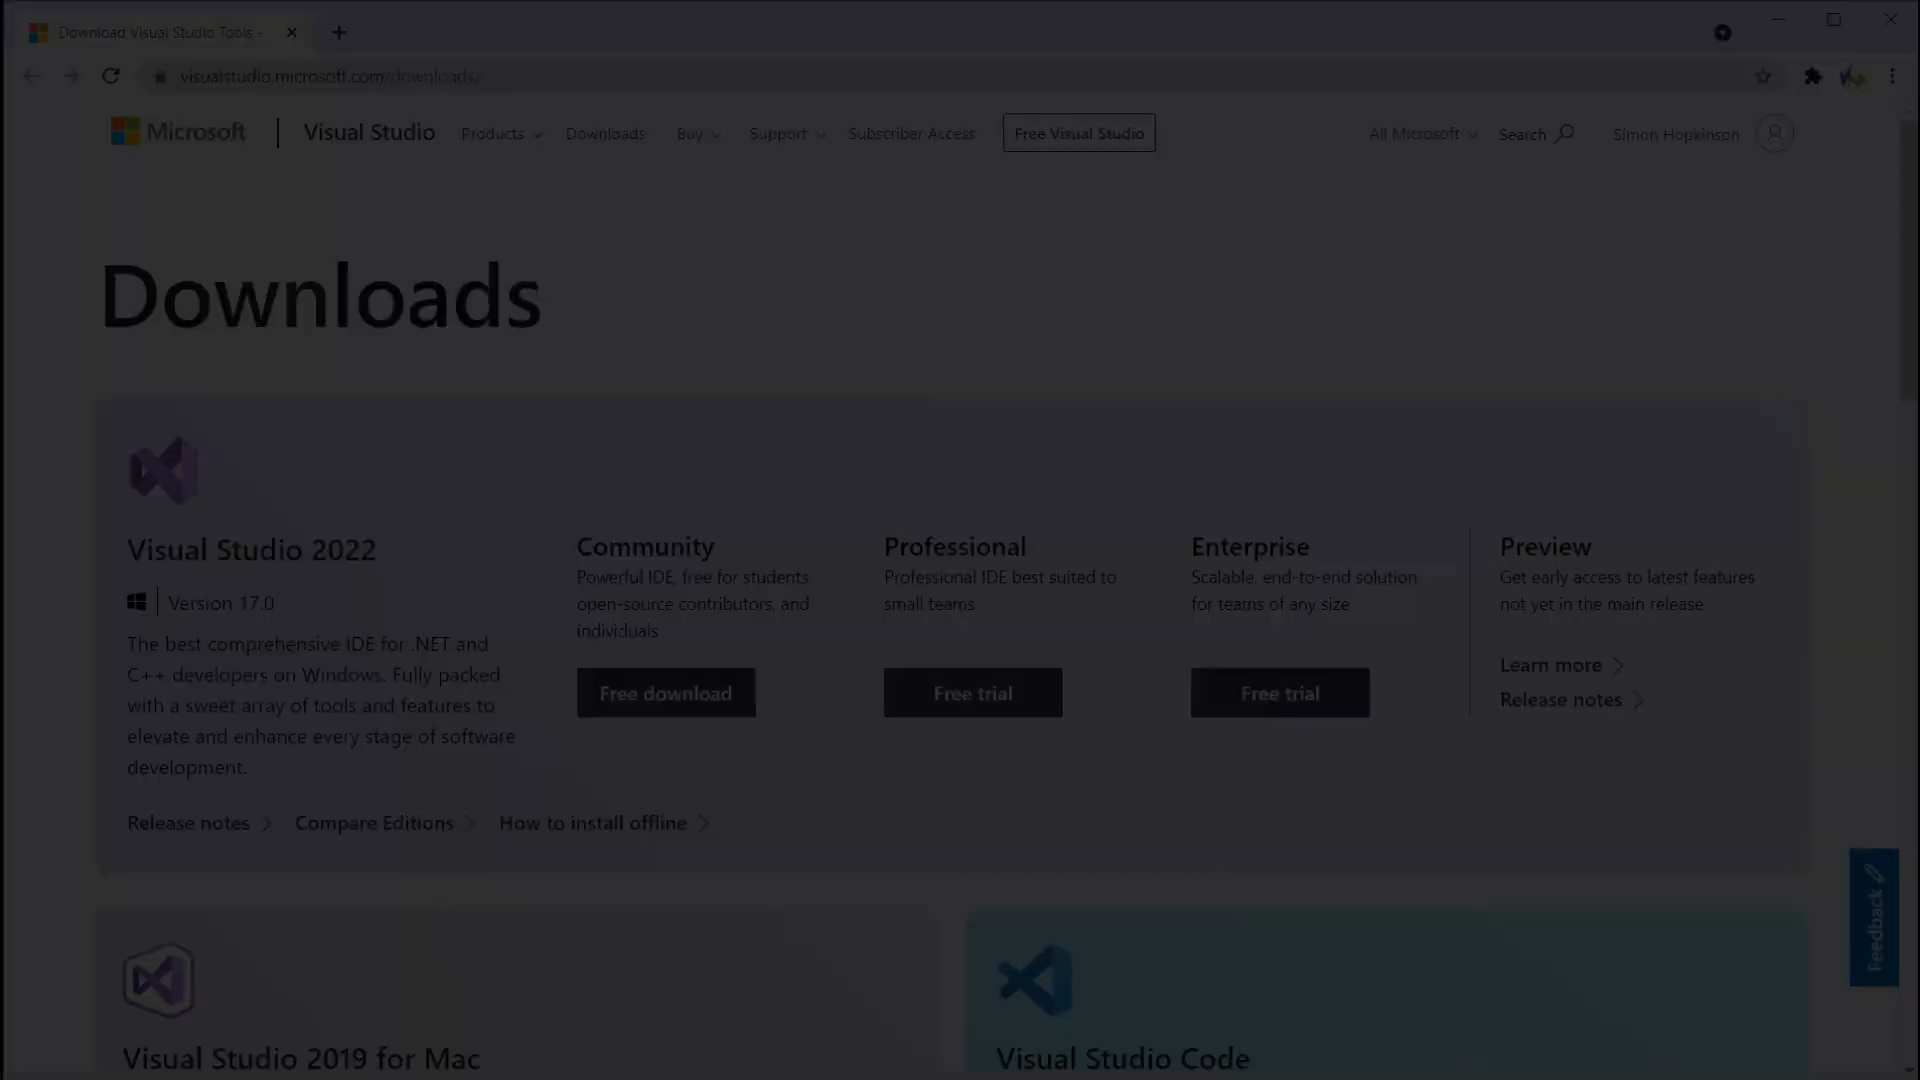 Download Visual Studio Tools -
visualstudio.microsoft.com/downloads/
Microsoft Visual Studio Products Downloads Buy Support Subscriber Access Free Visual Studio All Microsoft Search Simon Hopkinson
Downloads
Visual Studio 2022
Version 17.0
The best comprehensive IDE for .NET and
C++ developers on Windows. Fully packed
with a sweet array of tools and features to
elevate and enhance every stage of software
development.
Community
Powerful IDE, free for students,
open-source contributors, and
individuals
Free download
Professional
Professional IDE best suited to
small teams
Free trial
Enterprise
Scalable, end-to-end solution
for teams of any size
Free trial
Preview
Get early access to latest features
not yet in the main release
Learn more
Release notes
Release notes Compare Editions How to install offline
Feedback
Visual Studio 2019 for Mac
Visual Studio Code